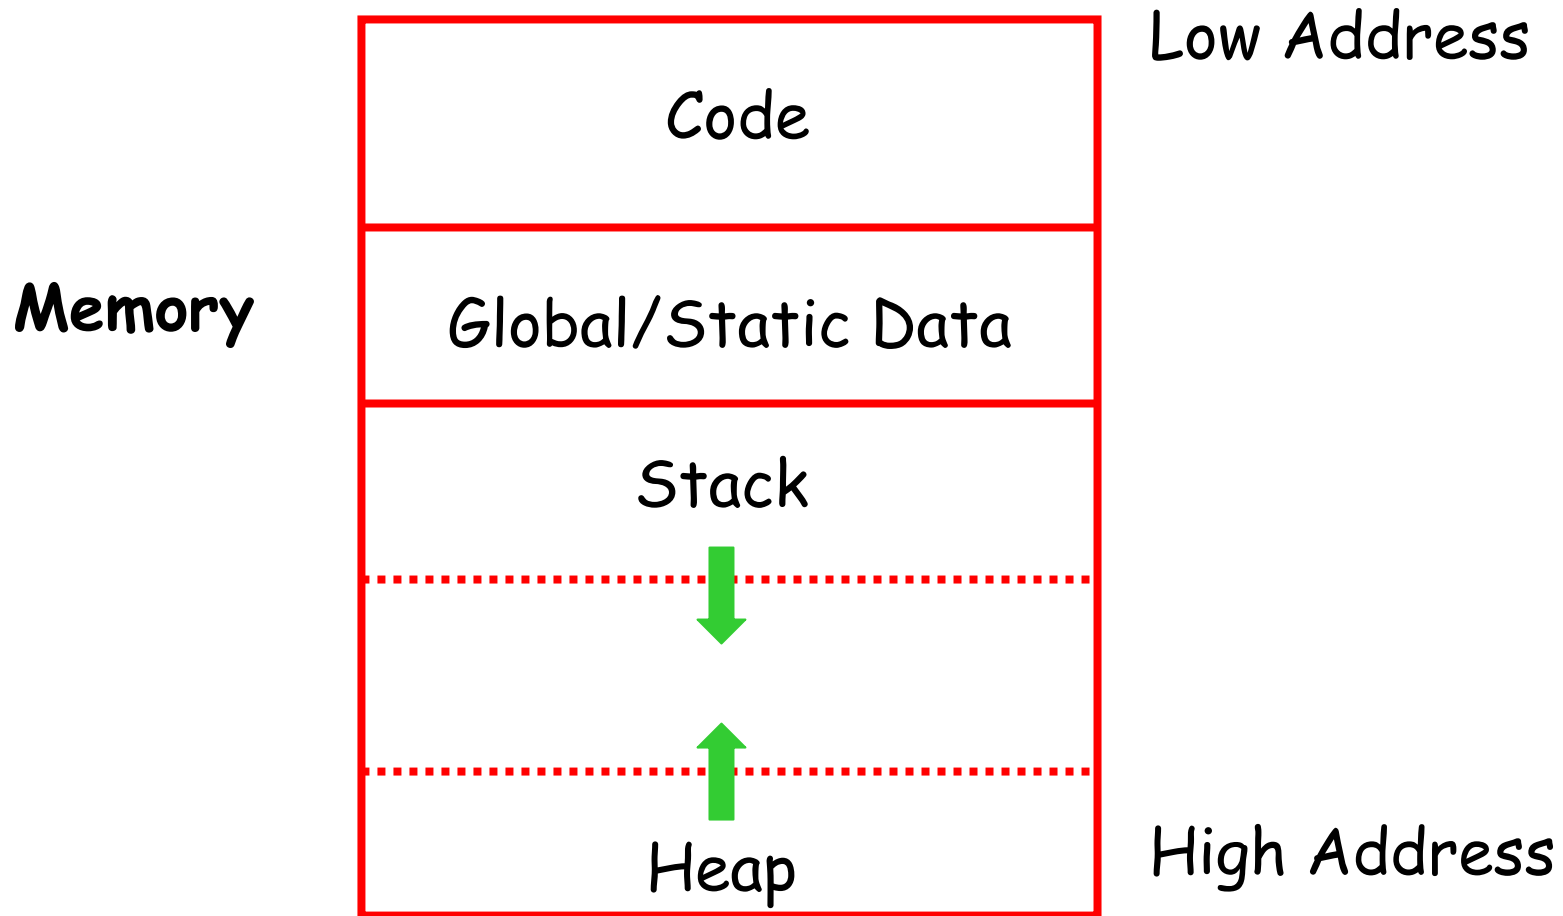 Low Address
Code
Memory
Global/Static Data
Stack
High Address
Heap